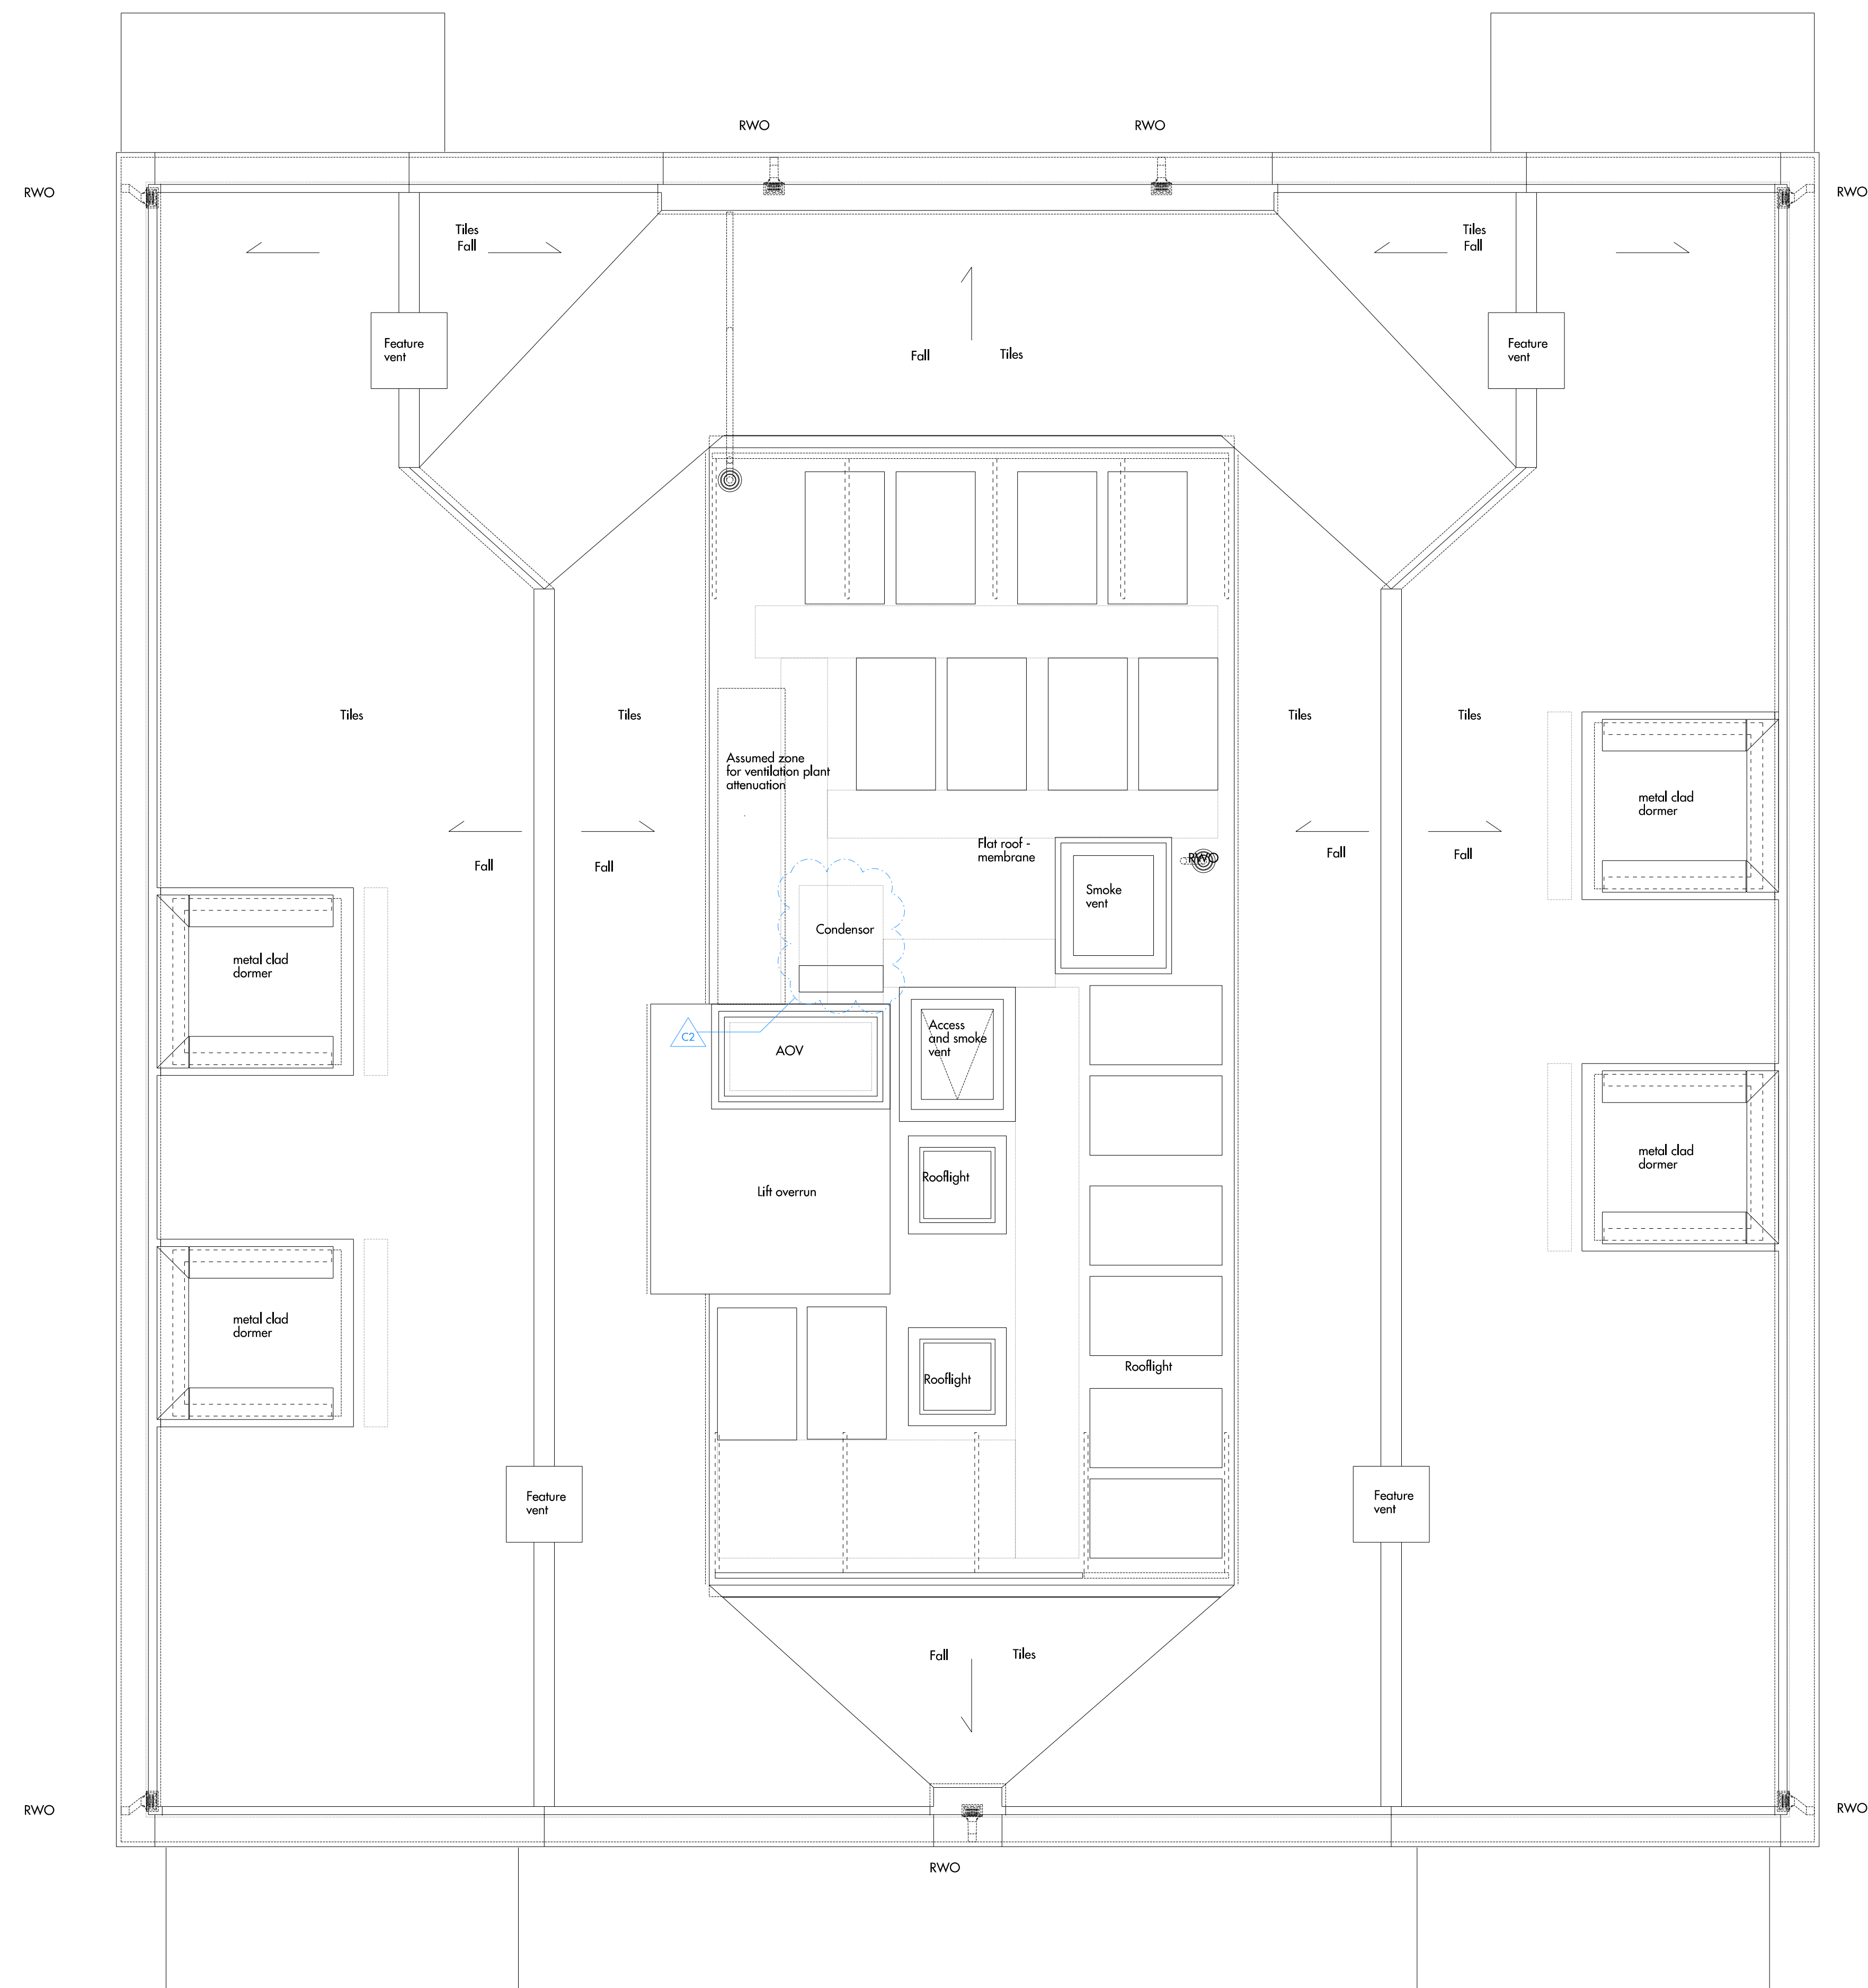 RWO
RWO
RWO
RWO
Tiles
Fall
Tiles
Fall
Feature
vent
Feature
vent
Fall
Tiles
Tiles
Tiles
Tiles
Tiles
Assumed zone
for ventilation plant
attenuation
metal clad
dormer
Flat roof -
membrane
RWO
Fall
Fall
Fall
Fall
Smoke
vent
Condensor
metal clad
dormer
C2
Access
and smoke
vent
AOV
metal clad
dormer
Rooflight
Lift overrun
metal clad
dormer
Rooflight
Rooflight
Feature
vent
Feature
vent
Fall
Tiles
RWO
RWO
RWO